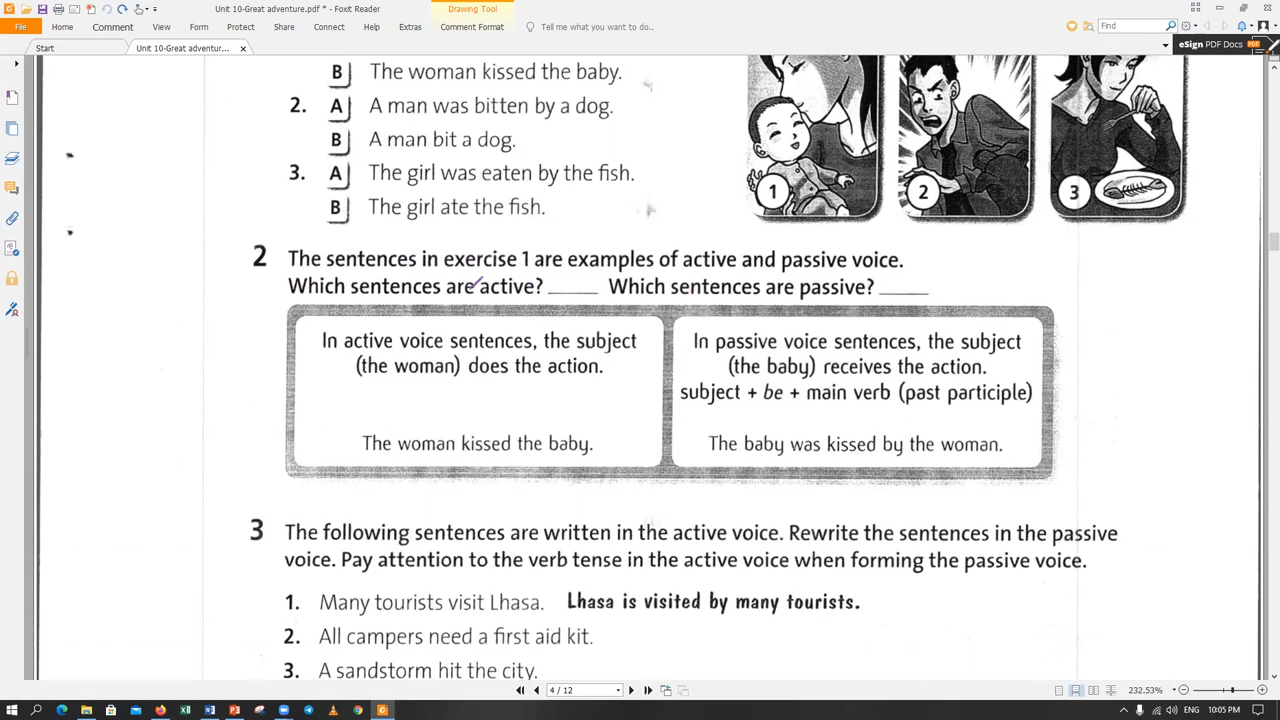 Unit 10-Great adventure.pdf * - Foxit Reader
Drawing Tool
File Home Comment View Form Protect Share Connect Help Extras Comment Format Tell me what you want to do.. Find
Start Unit 10-Great adventur... eSign PDF Docs
B The woman kissed the baby.
2. A A man was bitten by a dog.
B A man bit a dog.
3. A The girl was eaten by the fish.
B The girl ate the fish.
1 2 3
2 The sentences in exercise 1 are examples of active and passive voice.
Which sentences are active? _____ Which sentences are passive? _____
In active voice sentences, the subject
(the woman) does the action.
The woman kissed the baby.
In passive voice sentences, the subject
(the baby) receives the action.
subject + be + main verb (past participle)
The baby was kissed by the woman.
3 The following sentences are written in the active voice. Rewrite the sentences in the passive
voice. Pay attention to the verb tense in the active voice when forming the passive voice.
1. Many tourists visit Lhasa. Lhasa is visited by many tourists.
2. All campers need a first aid kit.
3. A sandstorm hit the city.
4 / 12 232.53%
ENG 10:05 PM